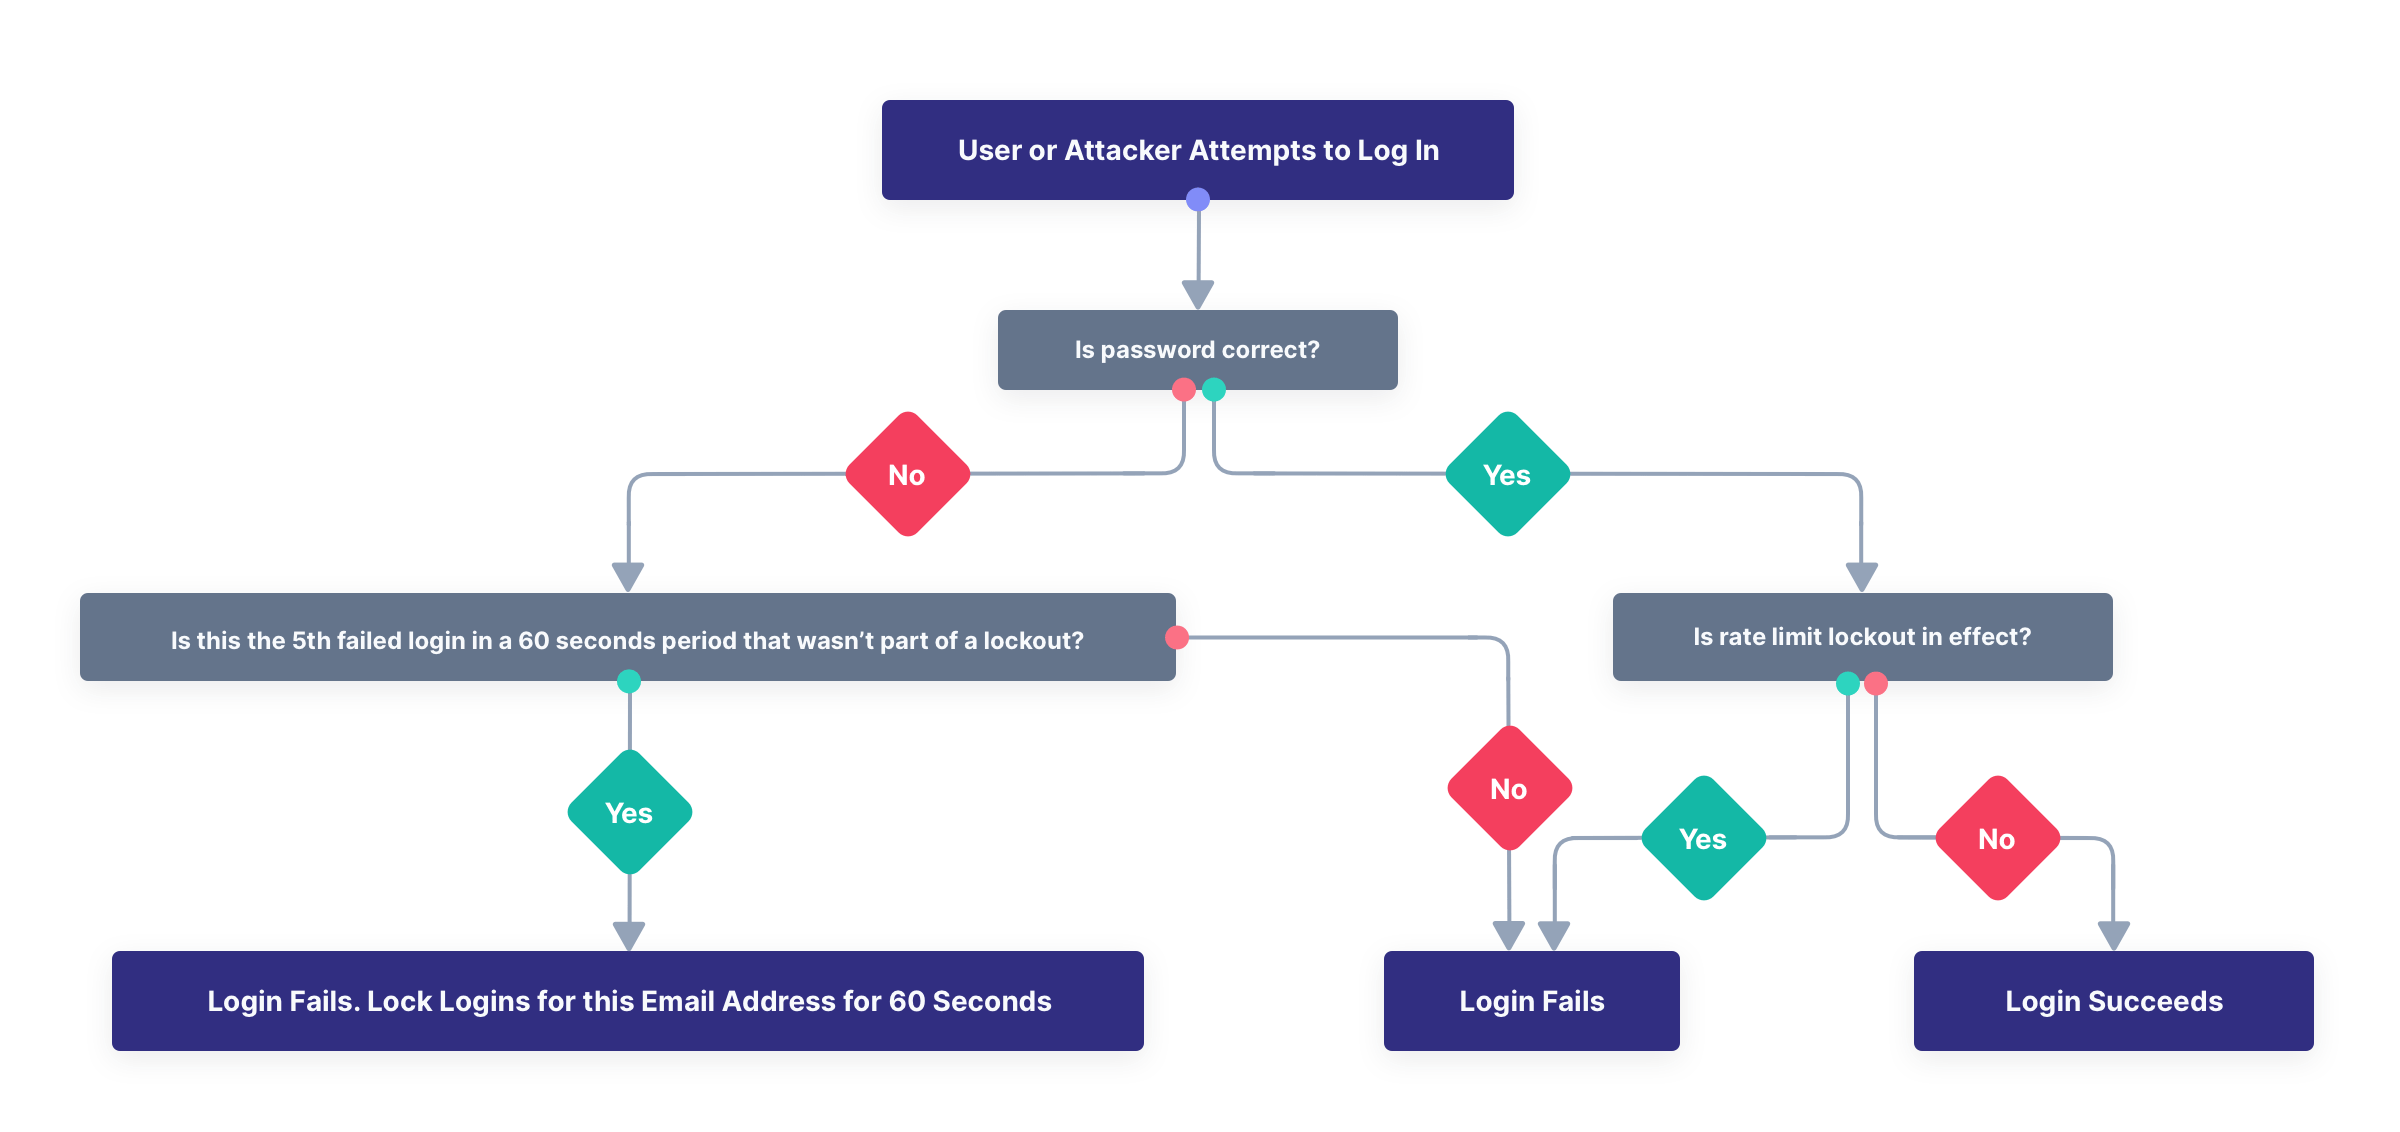 User or Attacker Attempts to Log In
Is password correct?
No
Yes
Is this the 5th failed login in a 60 seconds period that wasn’t part of a lockout?
Is rate limit lockout in effect?
No
Yes
Yes
No
Login Fails. Lock Logins for this Email Address for 60 Seconds
Login Fails
Login Succeeds